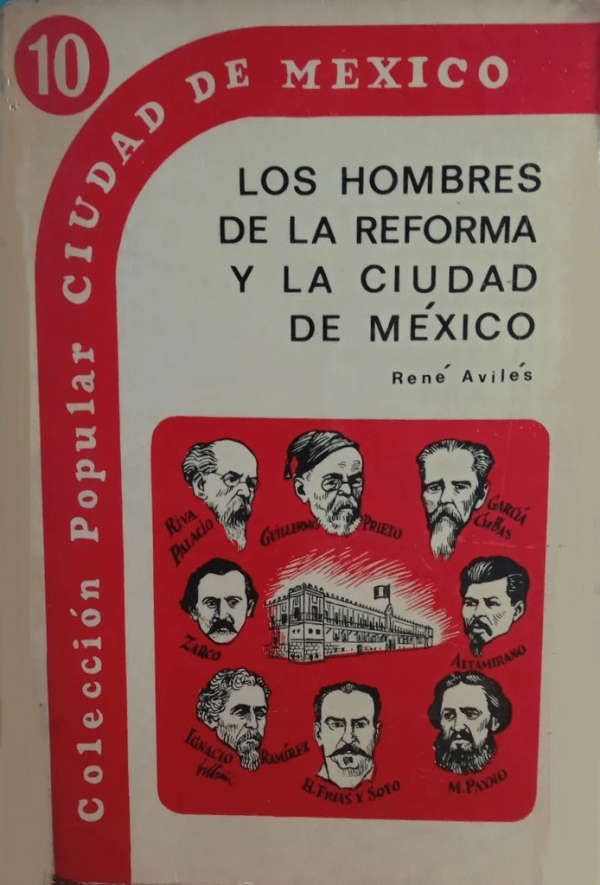 10
Colección Popular CIUDAD DE MEXICO
LOS HOMBRES
DE LA REFORMA
Y LA CIUDAD
DE MÉXICO
René Avilés
RIVA
PALACIO
GUILLERMO PRIETO
GARCÍA
CUBAS
ZARCO
ALTAMIRANO
IGNACIO RAMÍREZ
H. FRÍAS Y SOTO
M. PAYNO